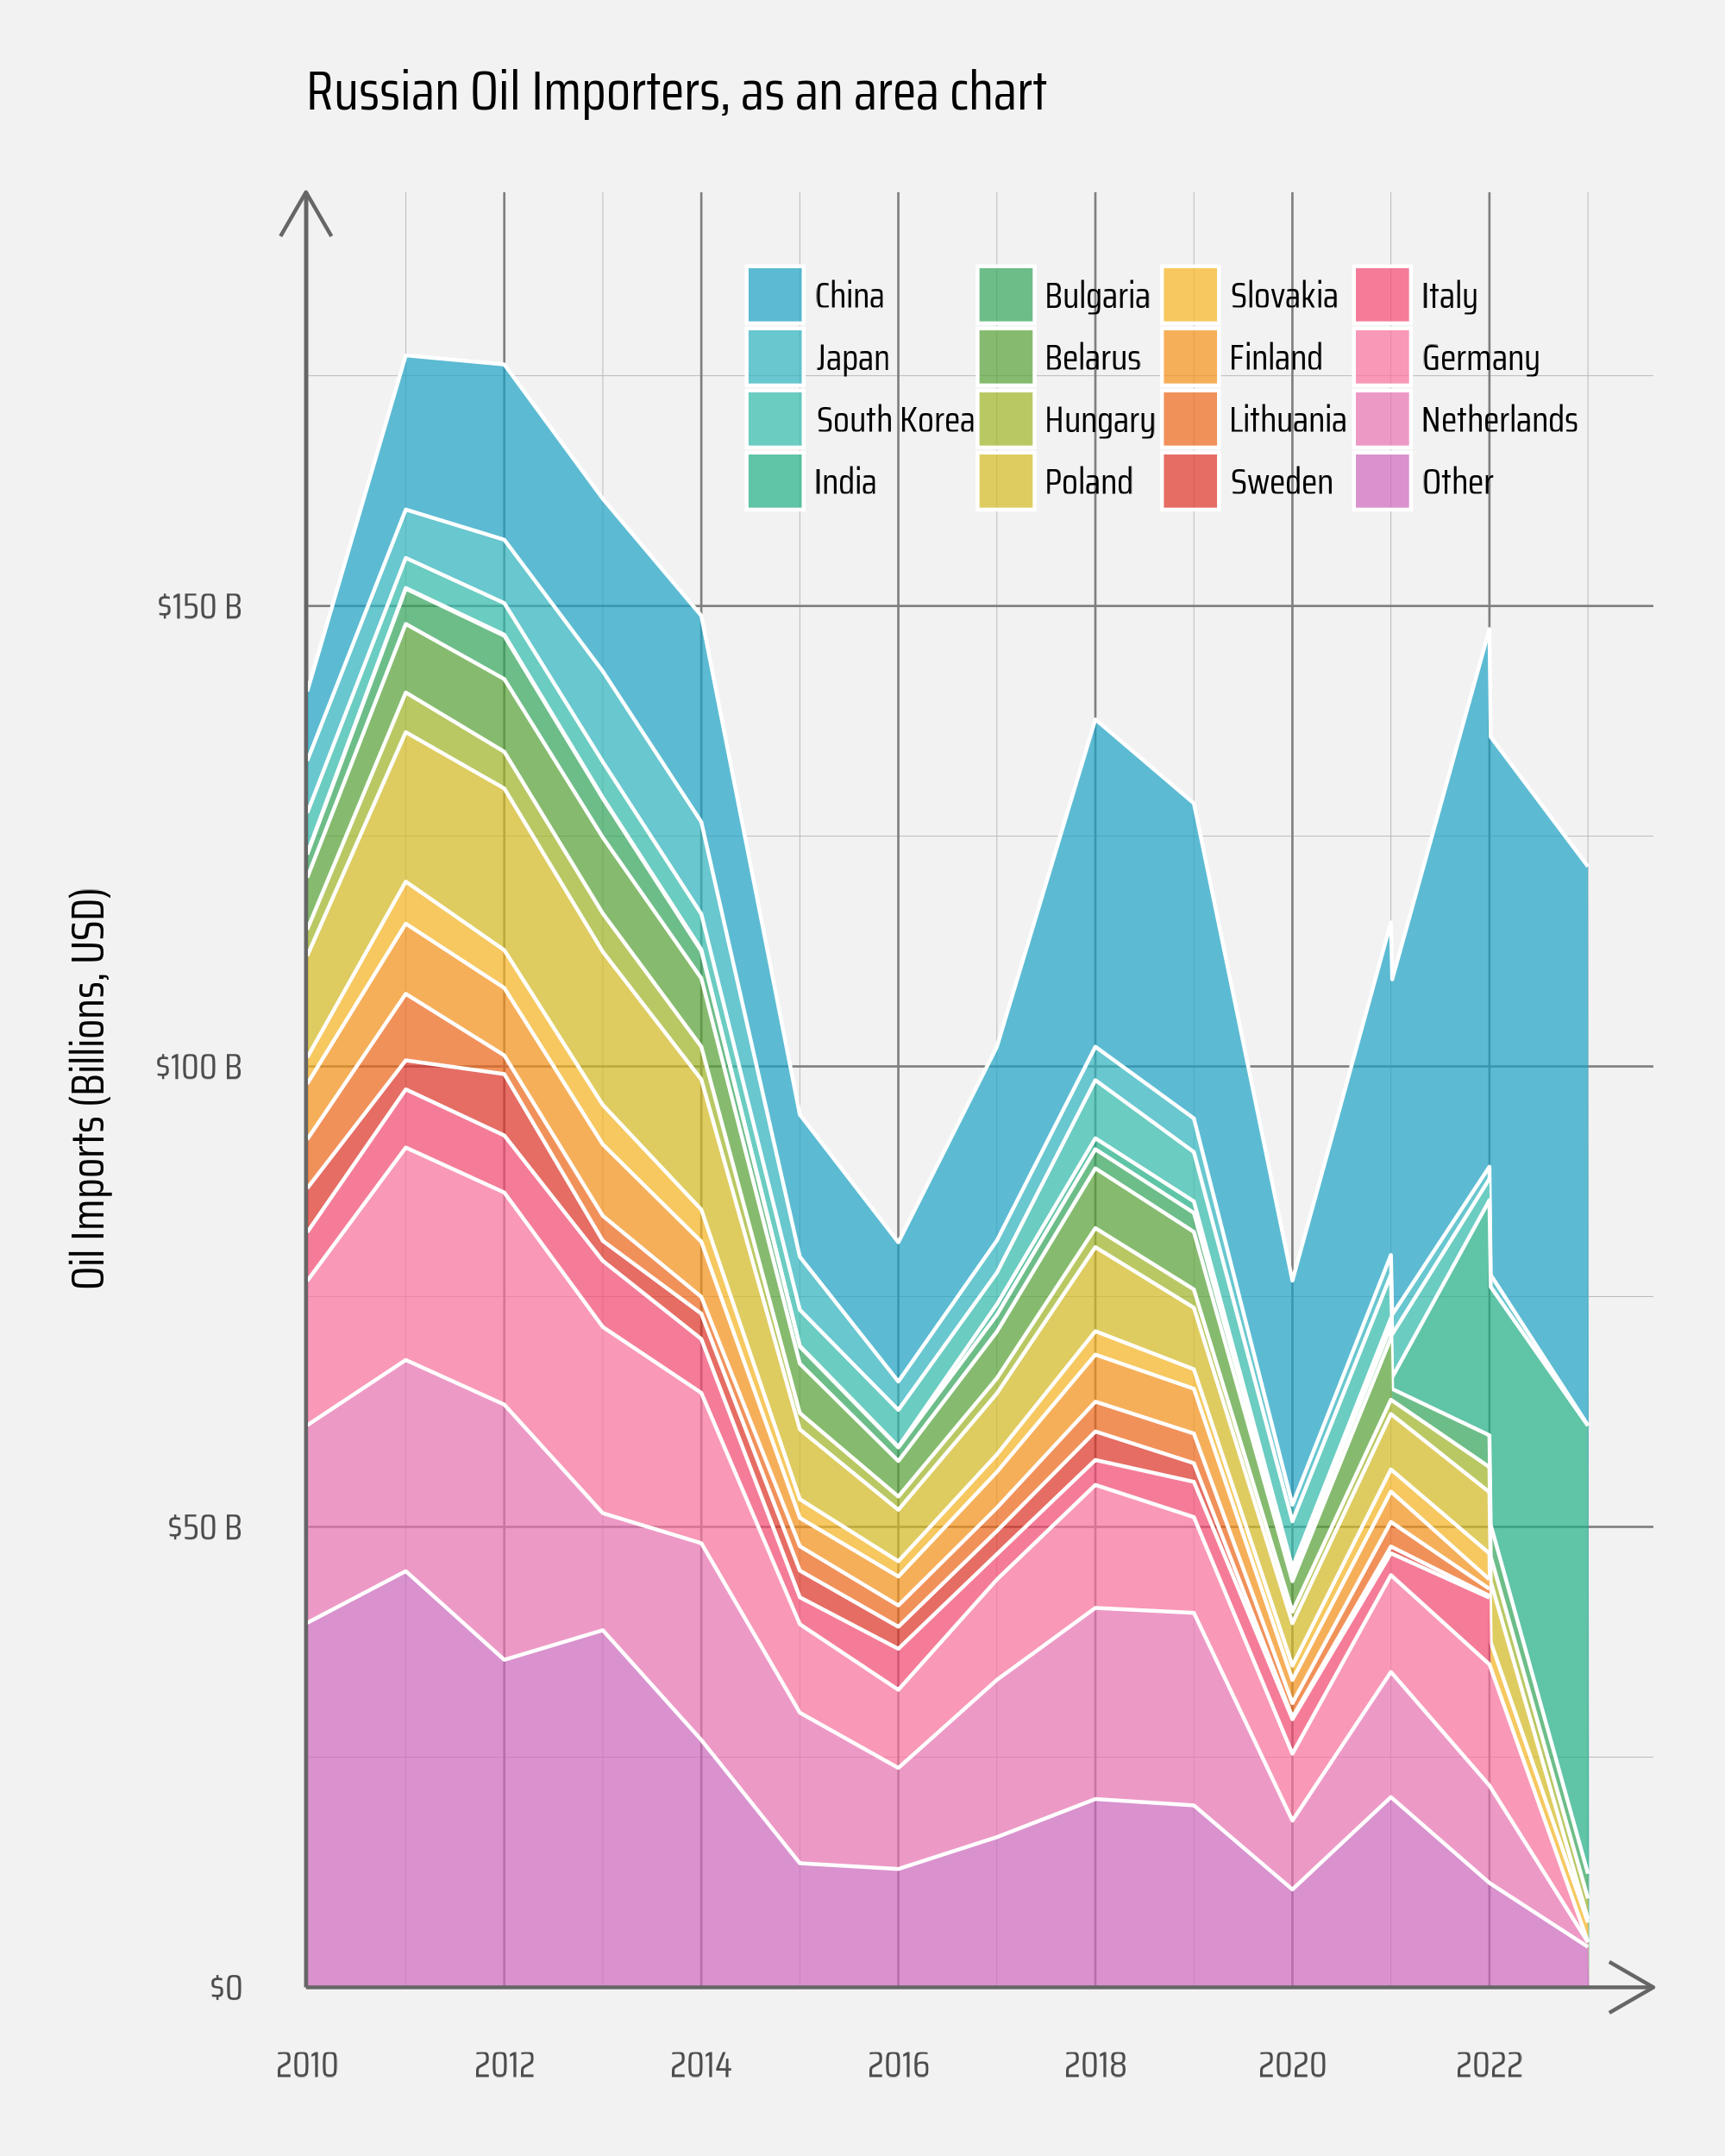 Russian Oil Importers, as an area chart
China
Japan
South Korea
India
Bulgaria
Belarus
Hungary
Poland
Slovakia
Finland
Lithuania
Sweden
Italy
Germany
Netherlands
Other
Oil Imports (Billions, USD)
$150 B
$100 B
$50 B
$0
2010 2012 2014 2016 2018 2020 2022